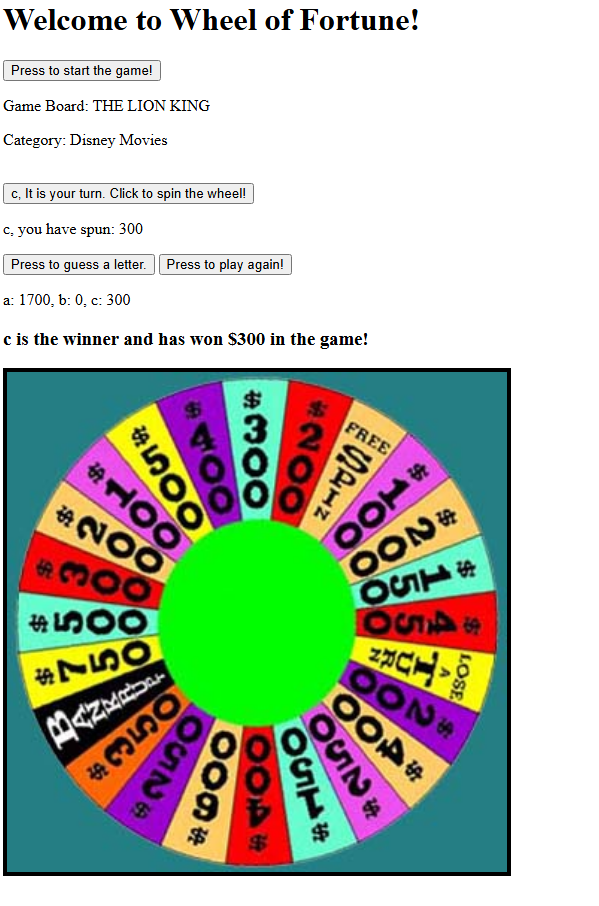 Welcome to Wheel of Fortune!
Press to start the game!
Game Board: THE LION KING
Category: Disney Movies
c, It is your turn. Click to spin the wheel!
c, you have spun: 300
Press to guess a letter. Press to play again!
a: 1700, b: 0, c: 300
c is the winner and has won $300 in the game!
$300
$200
FREE SPIN
$100
$200
$150
$450
LOSE A TURN
$200
$400
$250
$150
$400
$600
$250
$350
BANKRUPT
$750
$500
$300
$200
$100
$500
$400